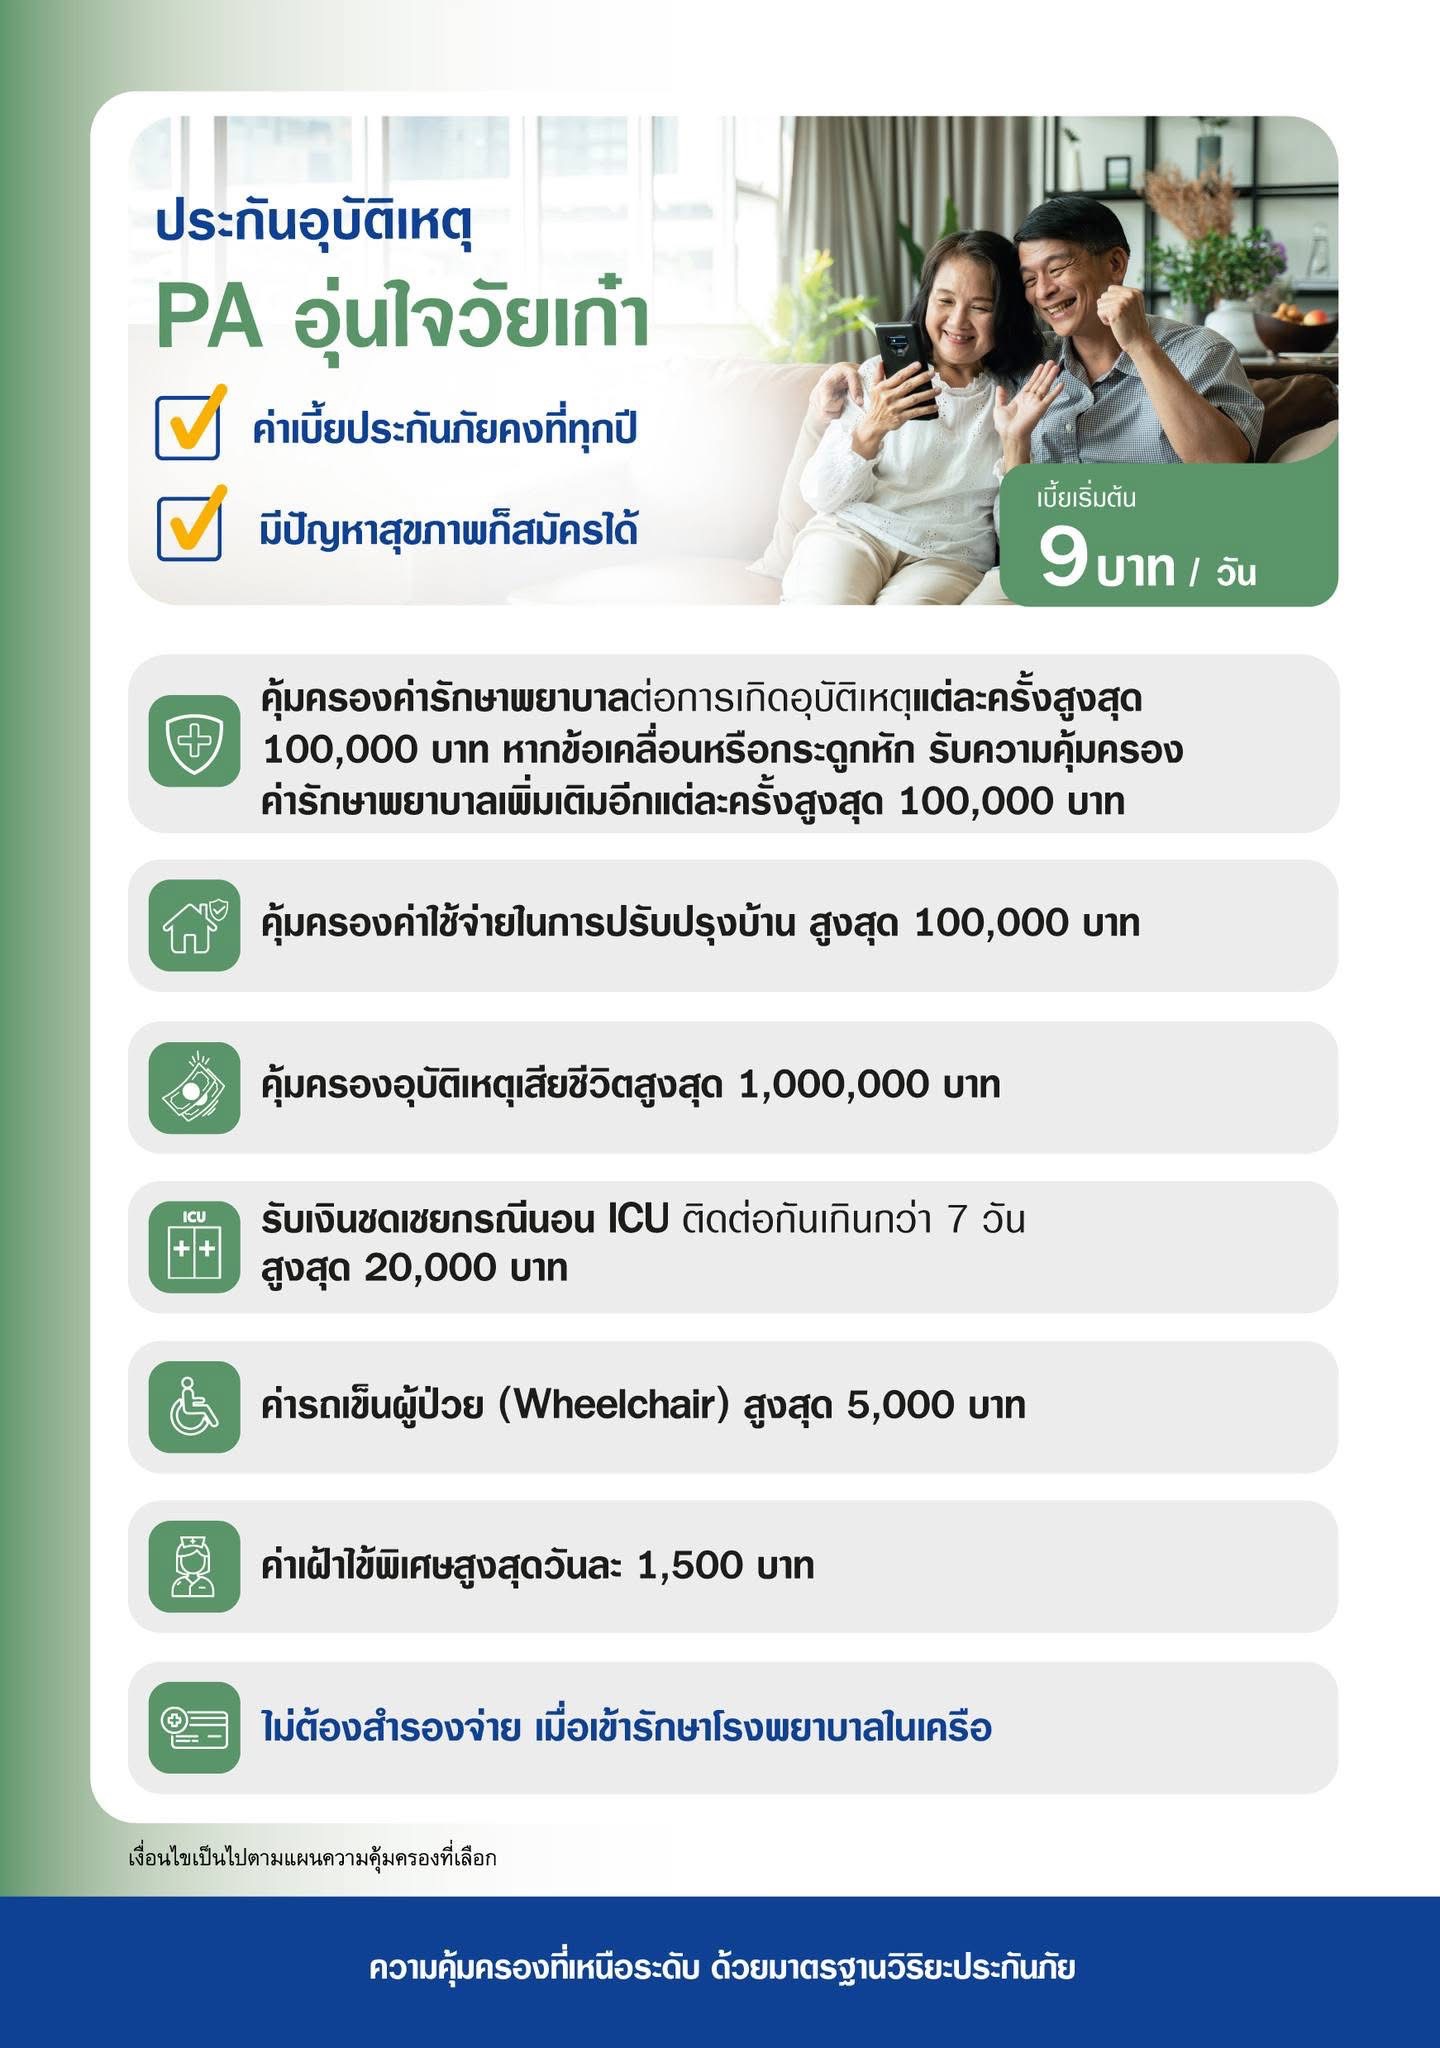 ประกันอุบัติเหตุ
PA อุ่นใจวัยเก๋า
ค่าเบี้ยประกันภัยคงที่ทุกปี
มีปัญหาสุขภาพก็สมัครได้
เบี้ยเริ่มต้น
9 บาท / วัน
คุ้มครองค่ารักษาพยาบาลต่อการเกิดอุบัติเหตุแต่ละครั้งสูงสุด
100,000 บาท หากข้อเคลื่อนหรือกระดูกหัก รับความคุ้มครอง
ค่ารักษาพยาบาลเพิ่มเติมอีกแต่ละครั้งสูงสุด 100,000 บาท
คุ้มครองค่าใช้จ่ายในการปรับปรุงบ้าน สูงสุด 100,000 บาท
คุ้มครองอุบัติเหตุเสียชีวิตสูงสุด 1,000,000 บาท
ICU
รับเงินชดเชยกรณีนอน ICU ติดต่อกันเกินกว่า 7 วัน
สูงสุด 20,000 บาท
ค่ารถเข็นผู้ป่วย (Wheelchair) สูงสุด 5,000 บาท
ค่าเฝ้าไข้พิเศษสูงสุดวันละ 1,500 บาท
ไม่ต้องสำรองจ่าย เมื่อเข้ารักษาโรงพยาบาลในเครือ
เงื่อนไขเป็นไปตามแผนความคุ้มครองที่เลือก
ความคุ้มครองที่เหนือระดับ ด้วยมาตรฐานวิริยะประกันภัย